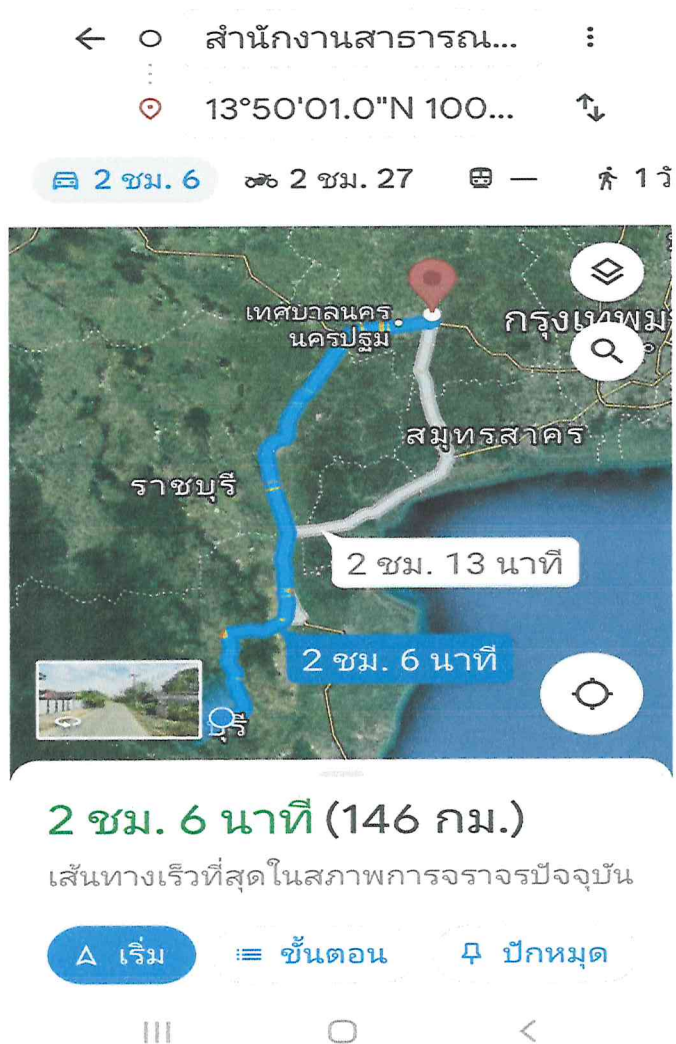 สำนักงานสาธารณ...
13°50'01.0"N 100...
2 ชม. 6
2 ชม. 27
—
1 วั
เทศบาลนคร
นครปฐม
กรุงเทพม
สมุทรสาคร
ราชบุรี
2 ชม. 13 นาที
2 ชม. 6 นาที
บุรี
2 ชม. 6 นาที (146 กม.)
เส้นทางเร็วที่สุดในสภาพการจราจรปัจจุบัน
เริ่ม
ขั้นตอน
ปักหมุด